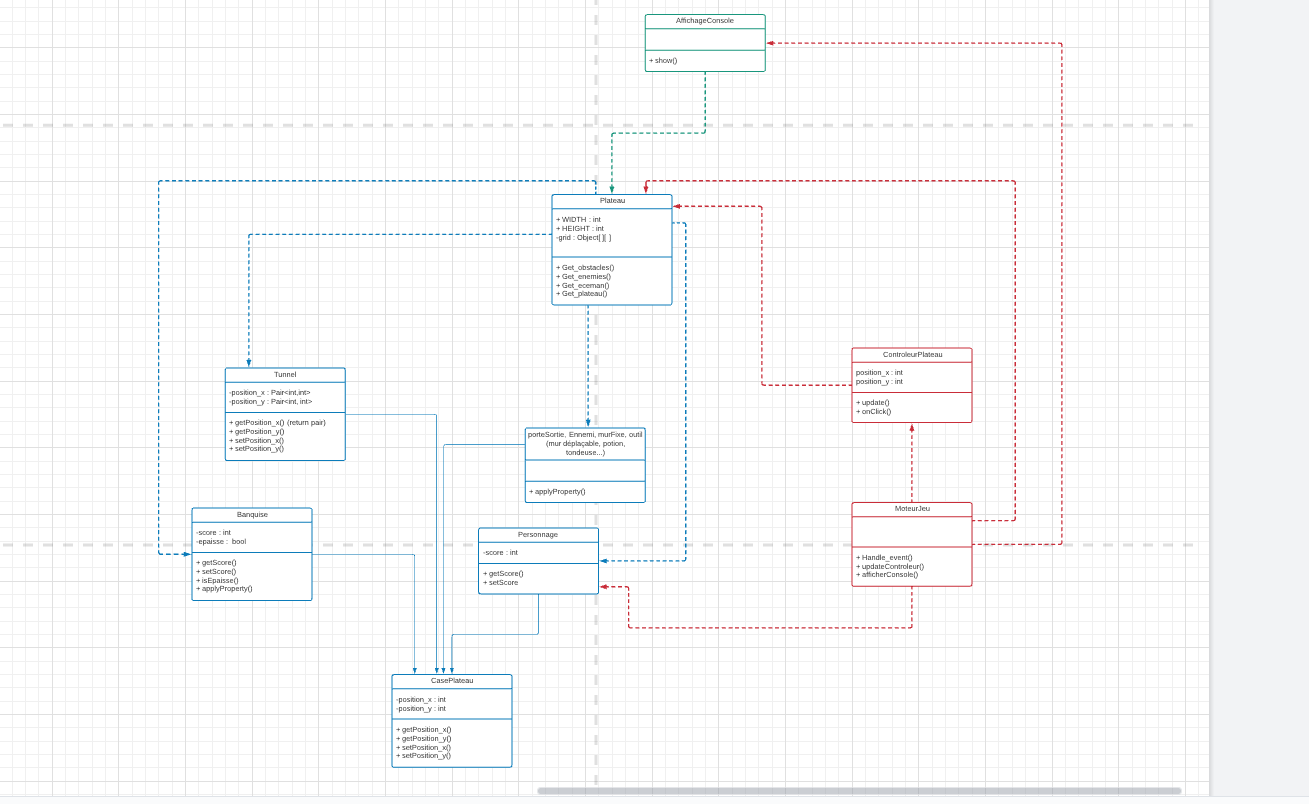 AffichageConsole
+ show()
Plateau
+ WIDTH : int
+ HEIGHT : int
-grid : Object[ ][ ]
+ Get_obstacles()
+ Get_enemies()
+ Get_eceman()
+ Get_plateau()
ControleurPlateau
position_x : int
position_y : int
+ update()
+ onClick()
Tunnel
-position_x : Pair<int,int>
-position_y : Pair<int, int>
+ getPosition_x() (return pair)
+ getPosition_y()
+ setPosition_x()
+ setPosition_y()
porteSortie, Ennemi, murFixe, outil
(mur déplaçable, potion,
tondeuse...)
+ applyProperty()
MoteurJeu
+ Handle_event()
+ updateControleur()
+ afficherConsole()
Banquise
-score : int
-epaisse : bool
+ getScore()
+ setScore()
+ isEpaisse()
+ applyProperty()
Personnage
-score : int
+ getScore()
+ setScore
CasePlateau
-position_x : int
-position_y : int
+ getPosition_x()
+ getPosition_y()
+ setPosition_x()
+ setPosition_y()